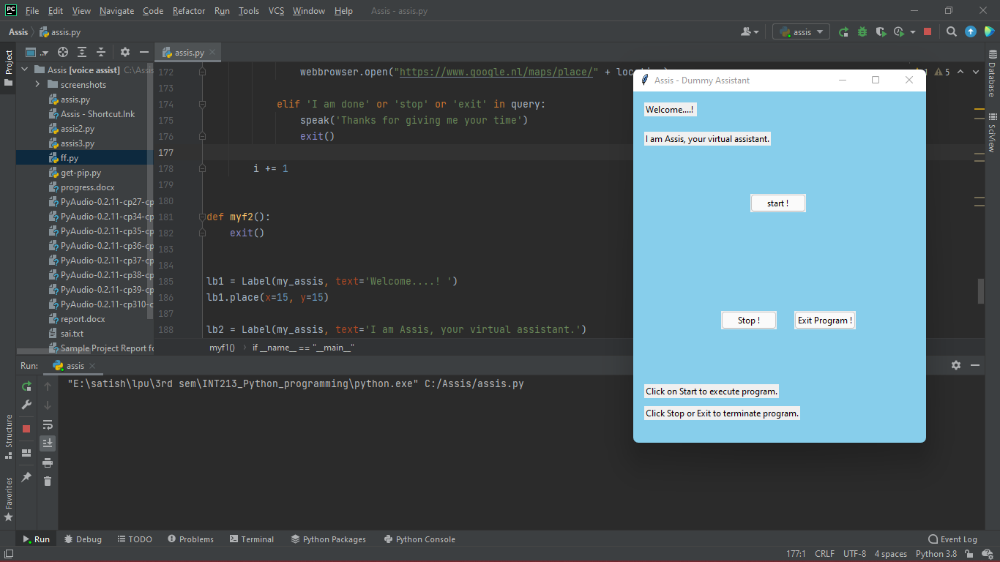 PC File Edit View Navigate Code Refactor Run Tools VCS Window Help Assis - assis.py
Assis assis.py assis
Project
assis.py
Assis [voice assist] C:\Assis
screenshots
assis.py
Assis - Shortcut.lnk
assis2.py
assis3.py
ff.py
get-pip.py
progress.docx
PyAudio-0.2.11-cp27-cp
PyAudio-0.2.11-cp34-cp
PyAudio-0.2.11-cp35-cp
PyAudio-0.2.11-cp36-cp
PyAudio-0.2.11-cp37-cp
PyAudio-0.2.11-cp38-cp
PyAudio-0.2.11-cp39-cp
PyAudio-0.2.11-cp310-c
report.docx
sai.txt
Sample Project Report fo
172 webbrowser.open("https://www.google.nl/maps/place/" + location)
173
174 elif 'I am done' or 'stop' or 'exit' in query:
175 speak('Thanks for giving me your time')
176 exit()
177
178 i += 1
179
180
181 def myf2():
182 exit()
183
184
185 lb1 = Label(my_assis, text='Welcome....! ')
186 lb1.place(x=15, y=15)
187
188 lb2 = Label(my_assis, text='I am Assis, your virtual assistant.')
myf1() if __name__ == "__main__"
1 5
Assis - Dummy Assistant
Welcome....!
I am Assis, your virtual assistant.
start !
Stop ! Exit Program !
Click on Start to execute program.
Click Stop or Exit to terminate program.
Database
SciView
Run: assis
"E:\satish\lpu\3rd sem\INT213_Python_programming\python.exe" C:/Assis/assis.py
Structure
Favorites
Run Debug TODO Problems Terminal Python Packages Python Console Event Log
177:1 CRLF UTF-8 4 spaces Python 3.8